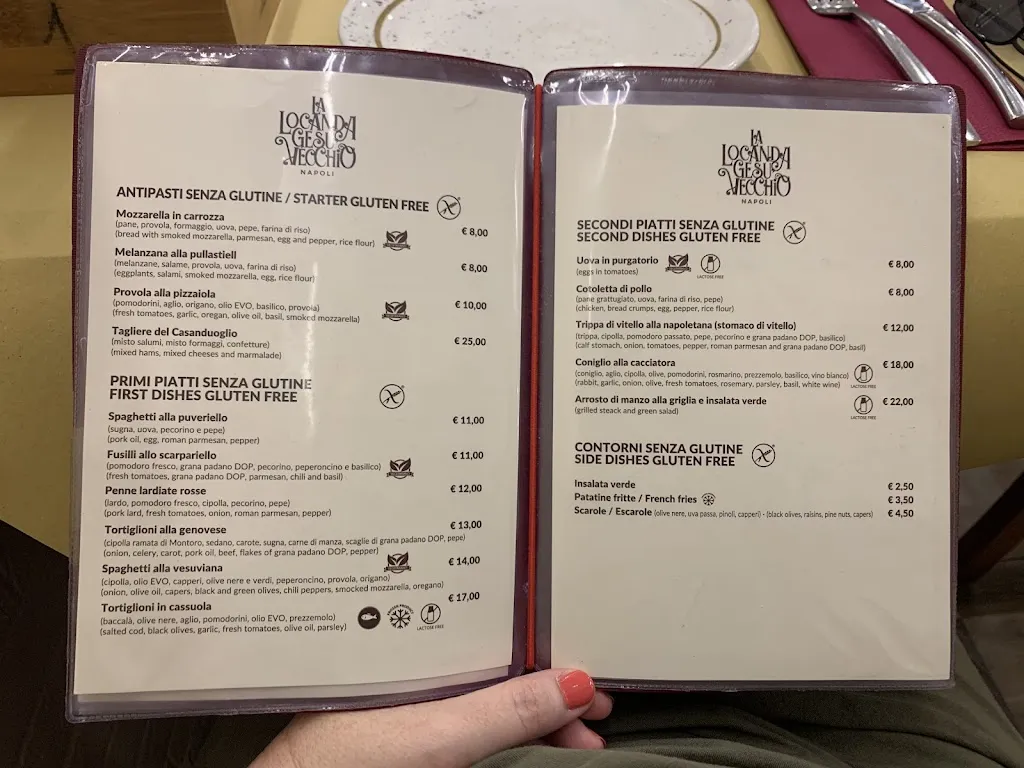 LA
LOCANDA
GESU
VECCHIO
NAPOLI
ANTIPASTI SENZA GLUTINE / STARTER GLUTEN FREE
Mozzarella in carrozza
(pane, provola, formaggio, uova, pepe, farina di riso)
(bread with smoked mozzarella, parmesan, egg and pepper, rice flour)
€ 8,00
Melanzana alla pullastiell
(melanzane, salame, provola, uova, farina di riso)
(eggplants, salami, smocked mozzarella, egg, rice flour)
€ 8,00
Provola alla pizzaiola
(pomodorini, aglio, origano, olio EVO, basilico, provola)
(fresh tomatoes, garlic, oregan, olive oil, basil, smocked mozzarella)
€ 10,00
Tagliere del Casanduoglio
(misto salumi, misto formaggi, confetture)
(mixed hams, mixed cheeses and marmalade)
€ 25,00
PRIMI PIATTI SENZA GLUTINE
FIRST DISHES GLUTEN FREE
Spaghetti alla puveriello
(sugna, uova, pecorino e pepe)
(pork oil, egg, roman parmesan, pepper)
€ 11,00
Fusilli allo scarpariello
(pomodoro fresco, grana padano DOP, pecorino, peperoncino e basilico)
(fresh tomatoes, grana padano DOP, parmesan, chili and basil)
€ 11,00
Penne lardiate rosse
(lardo, pomodoro fresco, cipolla, pecorino, pepe)
(pork lard, fresh tomatoes, onion, roman parmesan, pepper)
€ 12,00
Tortiglioni alla genovese
(cipolla ramata di Montoro, sedano, carote, sugna, carne di manza, scaglie di grana padano DOP, pepe)
(onion, celery, carot, pork oil, beef, flakes of grana padano DOP, pepper)
€ 13,00
Spaghetti alla vesuviana
(cipolla, olio EVO, capperi, olive nere e verdi, peperoncino, provola, origano)
(onion, olive oil, capers, black and green olives, chili peppers, smocked mozzarella, oregano)
€ 14,00
Tortiglioni in cassuola
(baccalà, olive nere, aglio, pomodorini, olio EVO, prezzemolo)
(salted cod, black olives, garlic, fresh tomatoes, olive oil, parsley)
LACTOSE FREE
€ 17,00
LA
LOCANDA
GESU
VECCHIO
NAPOLI
SECONDI PIATTI SENZA GLUTINE
SECOND DISHES GLUTEN FREE
Uova in purgatorio
(eggs in tomatoes)
LACTOSE FREE
€ 8,00
Cotoletta di pollo
(pane grattugiato, uova, farina di riso, pepe)
(chicken, bread crumps, egg, pepper, rice flour)
€ 8,00
Trippa di vitello alla napoletana (stomaco di vitello)
(trippa, cipolla, pomodoro passato, pepe, pecorino e grana padano DOP, basilico)
(calf stomach, onion, tomatoes, pepper, roman parmesan and grana padano DOP, basil)
€ 12,00
Coniglio alla cacciatora
(coniglio, aglio, cipolla, olive, pomodorini, rosmarino, prezzemolo, basilico, vino bianco)
(rabbit, garlic, onion, olive, fresh tomatoes, rosemary, parsley, basil, white wine)
LACTOSE FREE
€ 18,00
Arrosto di manzo alla griglia e insalata verde
(grilled steack and green salad)
LACTOSE FREE
€ 22,00
CONTORNI SENZA GLUTINE
SIDE DISHES GLUTEN FREE
Insalata verde € 2,50
Patatine fritte / French fries € 3,50
Scarole / Escarole (olive nere, uva passa, pinoli, capperi) - (black olives, raisins, pine nuts, capers) € 4,50